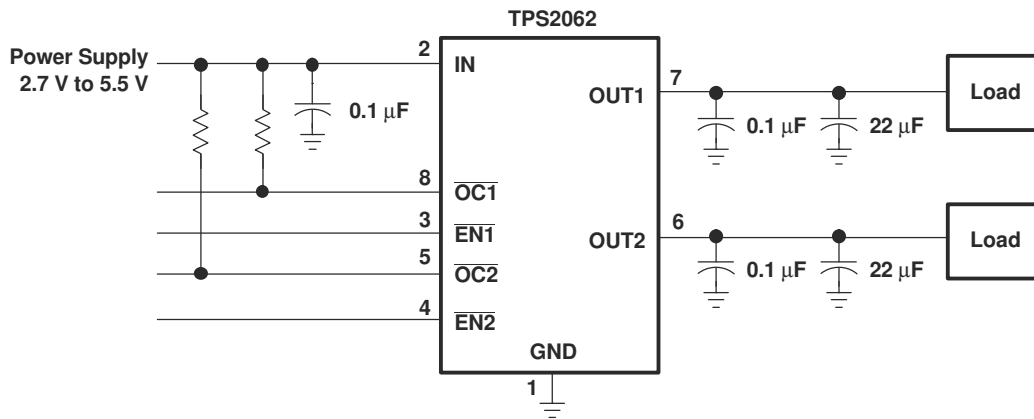 TPS2062
Power Supply
2.7 V to 5.5 V
2
IN
0.1 μF
7
OUT1
0.1 μF
22 μF
Load
8
OC1
3
EN1
5
OC2
4
EN2
6
OUT2
0.1 μF
22 μF
Load
GND
1